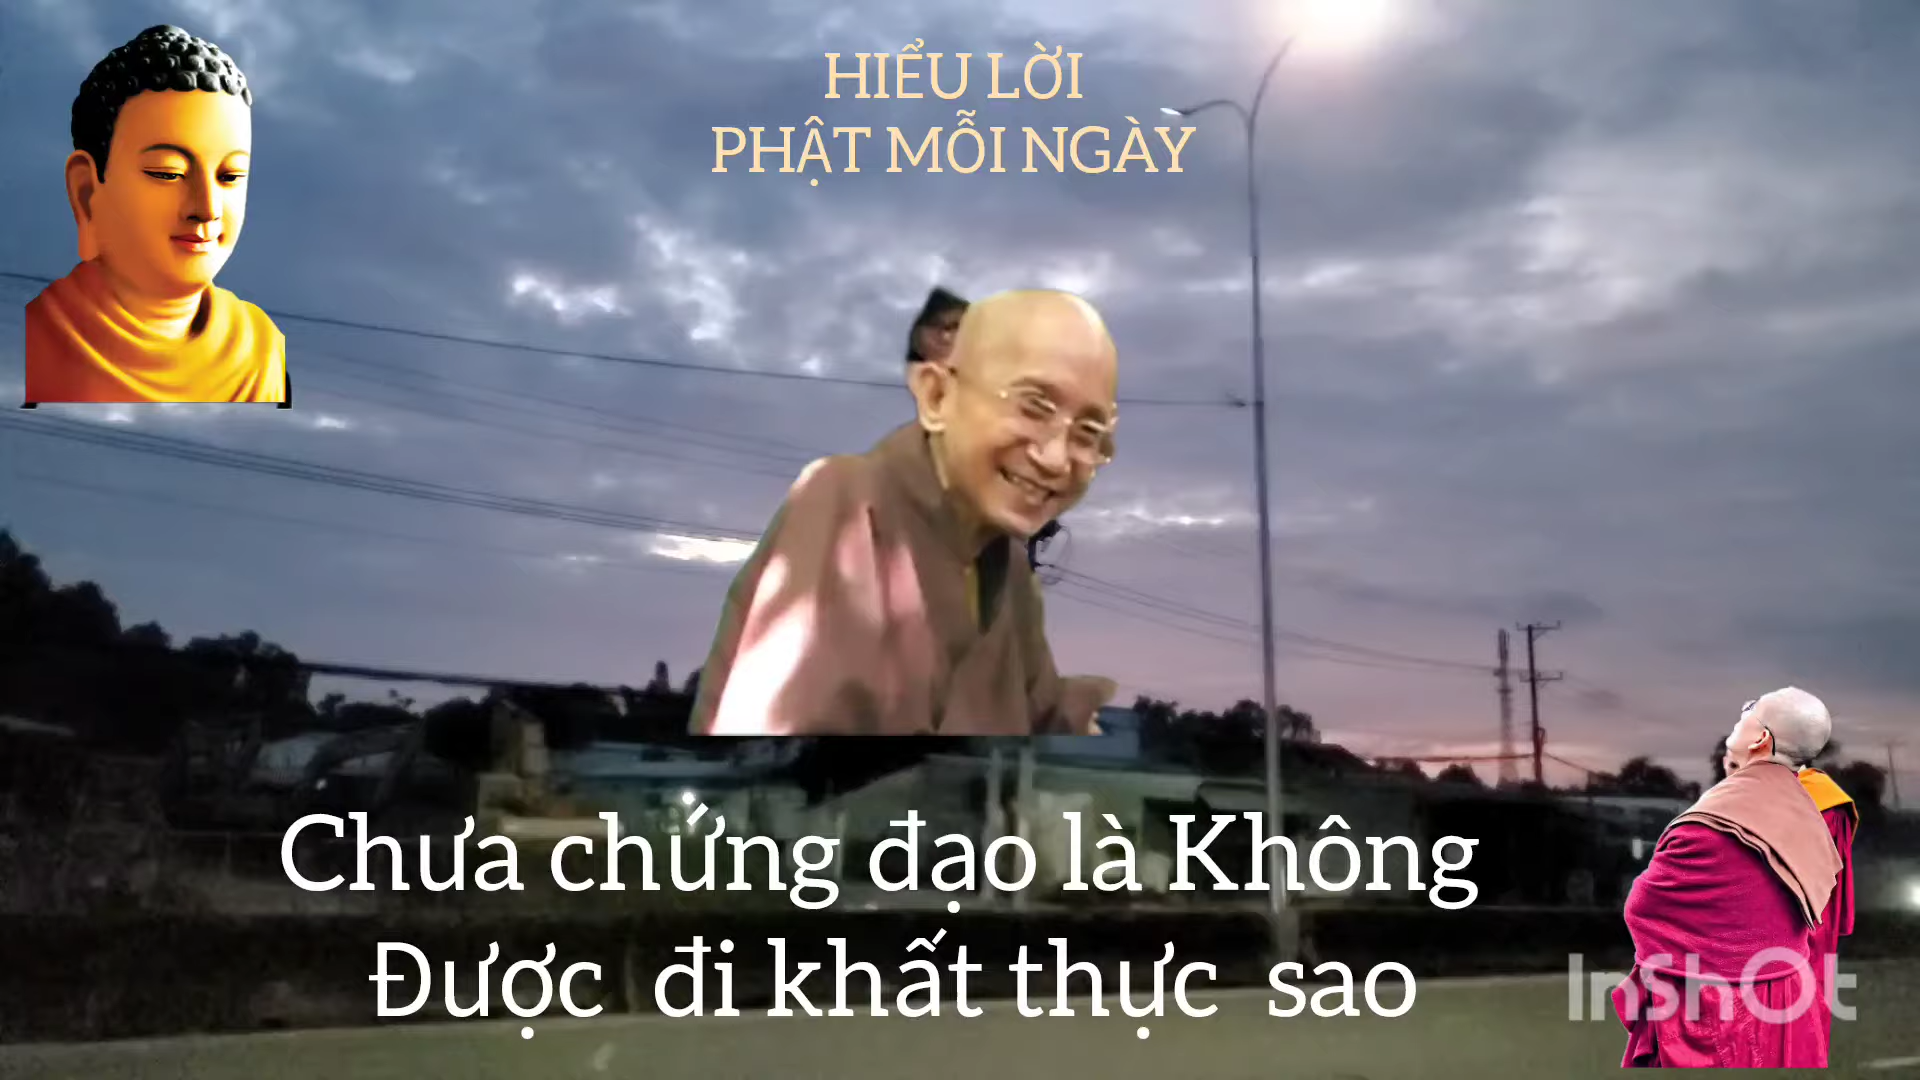 HIỂU LỜI
PHẬT MỖI NGÀY
Chưa chứng đạo là Không
Được đi khất thực sao
InShOt